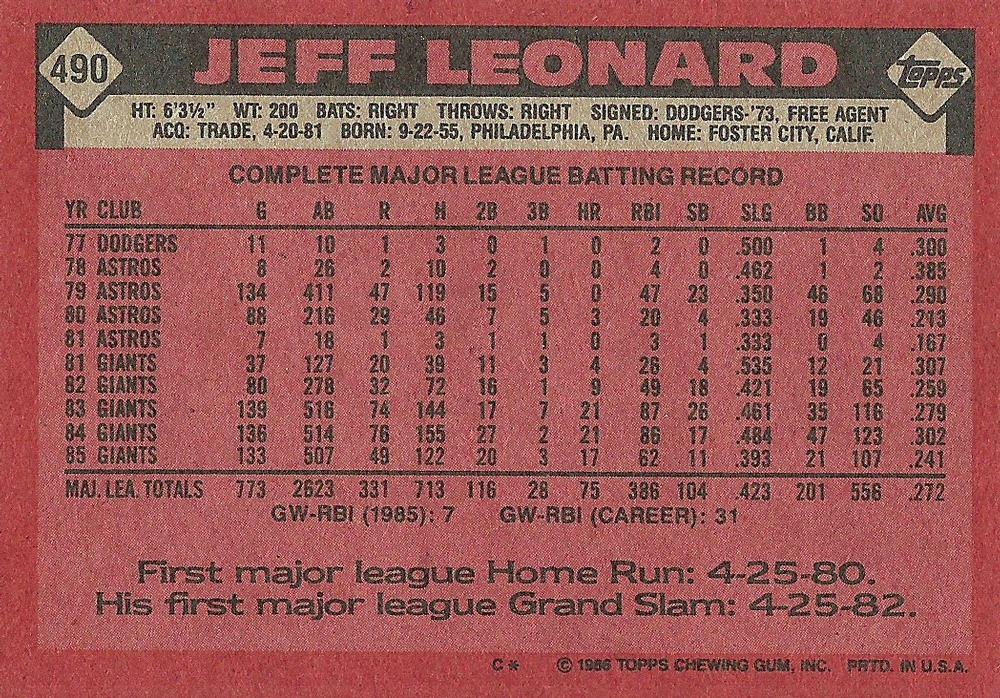 490 JEFF LEONARD topps
HT: 6'3½" WT: 200 BATS: RIGHT THROWS: RIGHT SIGNED: DODGERS-'73, FREE AGENT
ACQ: TRADE, 4-20-81 BORN: 9-22-55, PHILADELPHIA, PA. HOME: FOSTER CITY, CALIF.
COMPLETE MAJOR LEAGUE BATTING RECORD
YR CLUB G AB R H 2B 3B HR RBI SB SLG BB SO AVG
77 DODGERS 11 10 1 3 0 1 0 2 0 .500 1 4 .300
78 ASTROS 8 26 2 10 2 0 0 4 0 .462 1 2 .385
79 ASTROS 134 411 47 119 15 5 0 47 23 .350 46 68 .290
80 ASTROS 88 216 29 46 7 5 3 20 4 .333 19 46 .213
81 ASTROS 7 18 1 3 1 1 0 3 1 .333 0 4 .167
81 GIANTS 37 127 20 39 11 3 4 26 4 .535 12 21 .307
82 GIANTS 80 278 32 72 16 1 9 49 18 .421 19 65 .259
83 GIANTS 139 516 74 144 17 7 21 87 26 .461 35 116 .279
84 GIANTS 136 514 76 155 27 2 21 86 17 .484 47 123 .302
85 GIANTS 133 507 49 122 20 3 17 62 11 .393 21 107 .241
MAJ. LEA. TOTALS 773 2623 331 713 116 28 75 386 104 .423 201 556 .272
GW-RBI (1985): 7 GW-RBI (CAREER): 31
First major league Home Run: 4-25-80.
His first major league Grand Slam: 4-25-82.
C* © 1986 TOPPS CHEWING GUM, INC. PRTD. IN U.S.A.